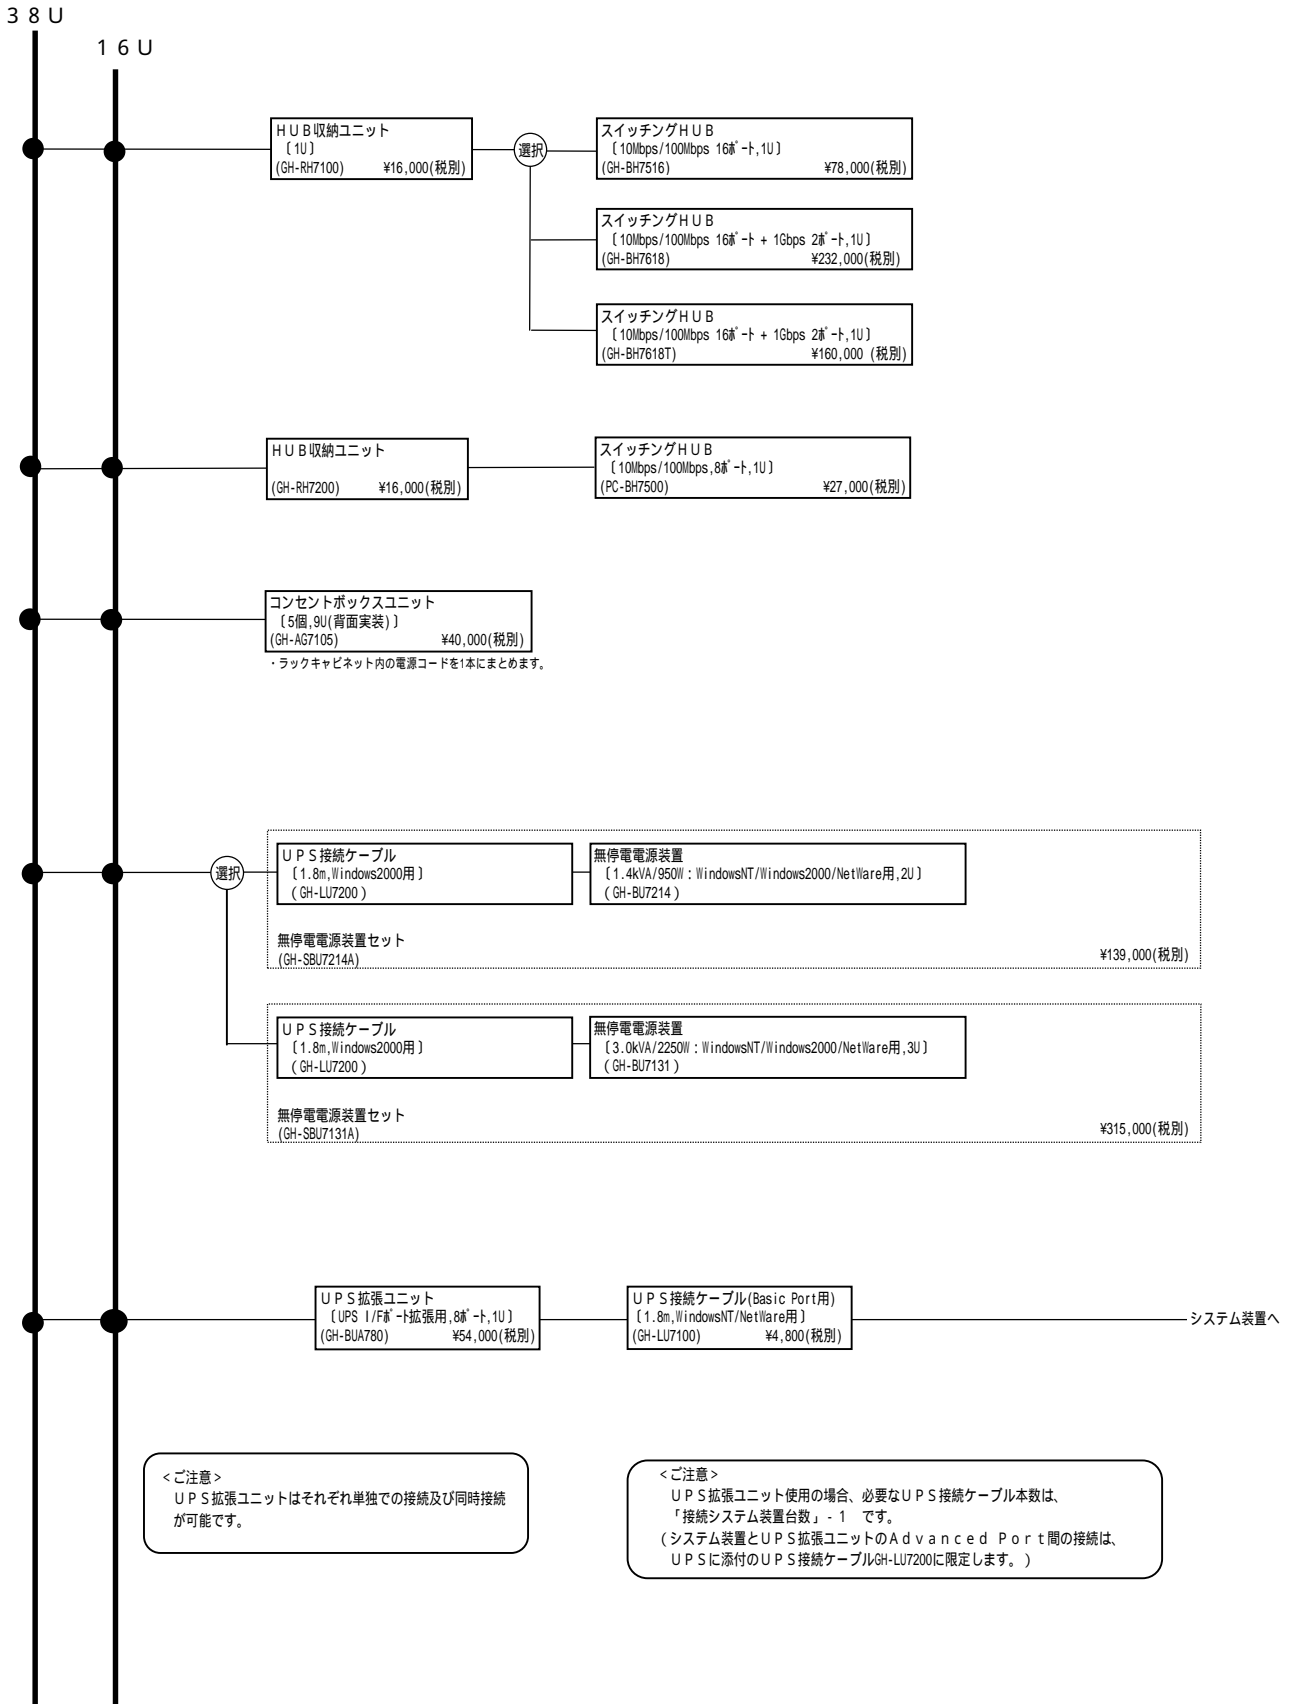 ３８Ｕ
１６Ｕ
ＨＵＢ収納ユニット
〔1U〕
(GH-RH7100) ¥16,000(税別)
選択
スイッチングＨＵＢ
〔10Mbps/100Mbps 16ﾎﾟｰﾄ,1U〕
(GH-BH7516) ¥78,000(税別)
スイッチングＨＵＢ
〔10Mbps/100Mbps 16ﾎﾟｰﾄ + 1Gbps 2ﾎﾟｰﾄ,1U〕
(GH-BH7618) ¥232,000(税別)
スイッチングＨＵＢ
〔10Mbps/100Mbps 16ﾎﾟｰﾄ + 1Gbps 2ﾎﾟｰﾄ,1U〕
(GH-BH7618T) ¥160,000 (税別)
ＨＵＢ収納ユニット
(GH-RH7200) ¥16,000(税別)
スイッチングＨＵＢ
〔10Mbps/100Mbps,8ﾎﾟｰﾄ,1U〕
(PC-BH7500) ¥27,000(税別)
コンセントボックスユニット
〔5個,9U(背面実装)〕
(GH-AG7105) ¥40,000(税別)
・ラックキャビネット内の電源コードを1本にまとめます。
選択
ＵＰＳ接続ケーブル
〔1.8m,Windows2000用〕
(GH-LU7200)
無停電電源装置
〔1.4kVA/950W：WindowsNT/Windows2000/NetWare用,2U〕
(GH-BU7214)
無停電電源装置セット
(GH-SBU7214A) ¥139,000(税別)
ＵＰＳ接続ケーブル
〔1.8m,Windows2000用〕
(GH-LU7200)
無停電電源装置
〔3.0kVA/2250W：WindowsNT/Windows2000/NetWare用,3U〕
(GH-BU7131)
無停電電源装置セット
(GH-SBU7131A) ¥315,000(税別)
ＵＰＳ拡張ユニット
〔UPS I/Fﾎﾟｰﾄ拡張用,8ﾎﾟｰﾄ,1U〕
(GH-BUA780) ¥54,000(税別)
ＵＰＳ接続ケーブル(Basic Port用)
〔1.8m,WindowsNT/NetWare用〕
(GH-LU7100) ¥4,800(税別)
システム装置へ
<ご注意>
ＵＰＳ拡張ユニットはそれぞれ単独での接続及び同時接続
が可能です。
<ご注意>
ＵＰＳ拡張ユニット使用の場合、必要なＵＰＳ接続ケーブル本数は、
「接続システム装置台数」-１ です。
(システム装置とＵＰＳ拡張ユニットのＡｄｖａｎｃｅｄ Ｐｏｒｔ間の接続は、
ＵＰＳに添付のＵＰＳ接続ケーブルGH-LU7200に限定します。)